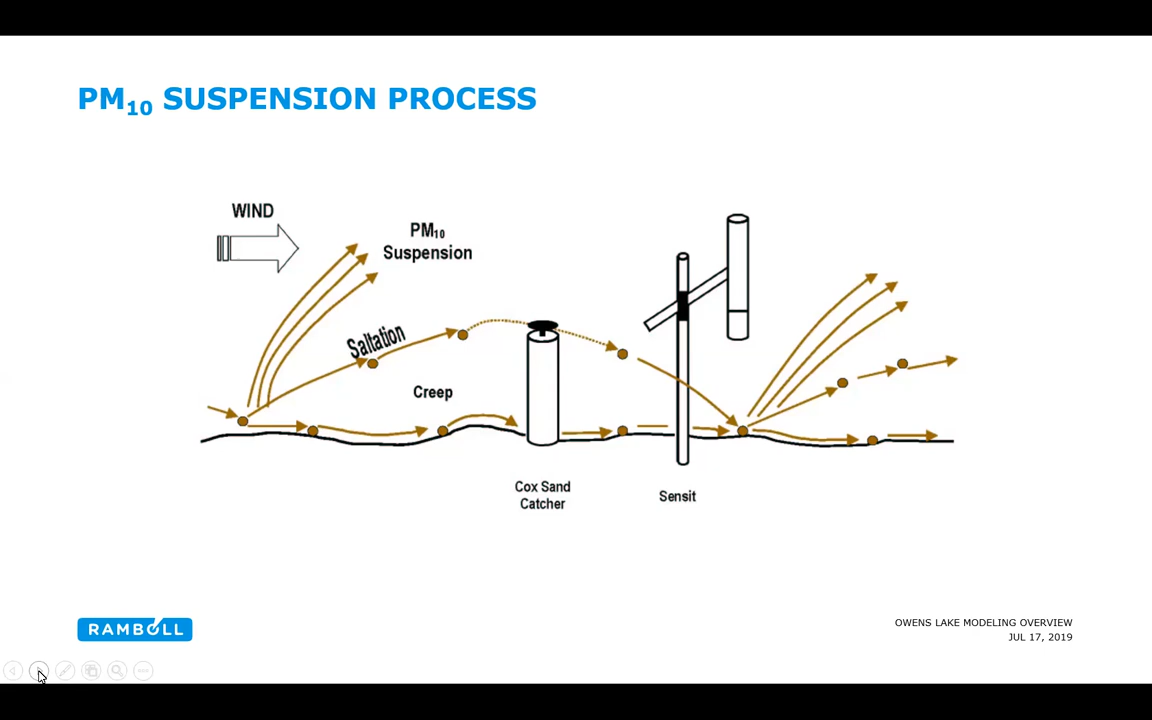 PM10 SUSPENSION PROCESS
WIND
PM10
Suspension
Saltation
Creep
Cox Sand
Catcher
Sensit
RAMBOLL
OWENS LAKE MODELING OVERVIEW
JUL 17, 2019